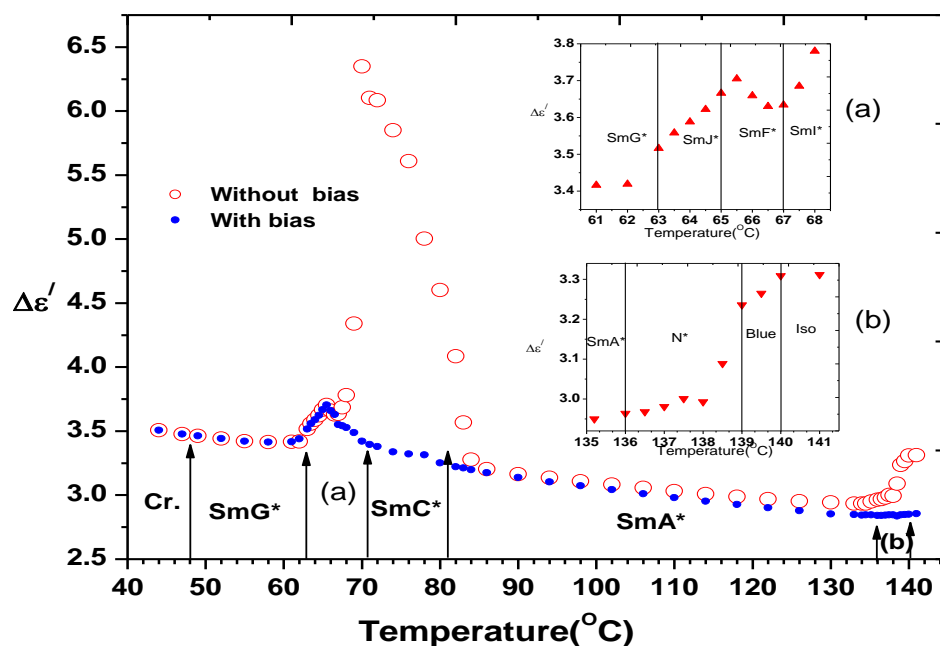 6.5
6.0
5.5
5.0
4.5
4.0
3.5
3.0
2.5
Δε′
40 50 60 70 80 90 100 110 120 130 140
Temperature(°C)
Without bias
With bias
Cr.
SmG*
(a)
SmC*
SmA*
(b)
3.8
3.7
3.6
3.5
3.4
Δε′
SmG*
SmJ*
SmF*
SmI*
61 62 63 64 65 66 67 68
Temperature(°C)
(a)
3.3
3.2
3.1
3.0
Δε′
SmA*
N*
Blue
Iso
135 136 137 138 139 140 141
Temperature(°C)
(b)